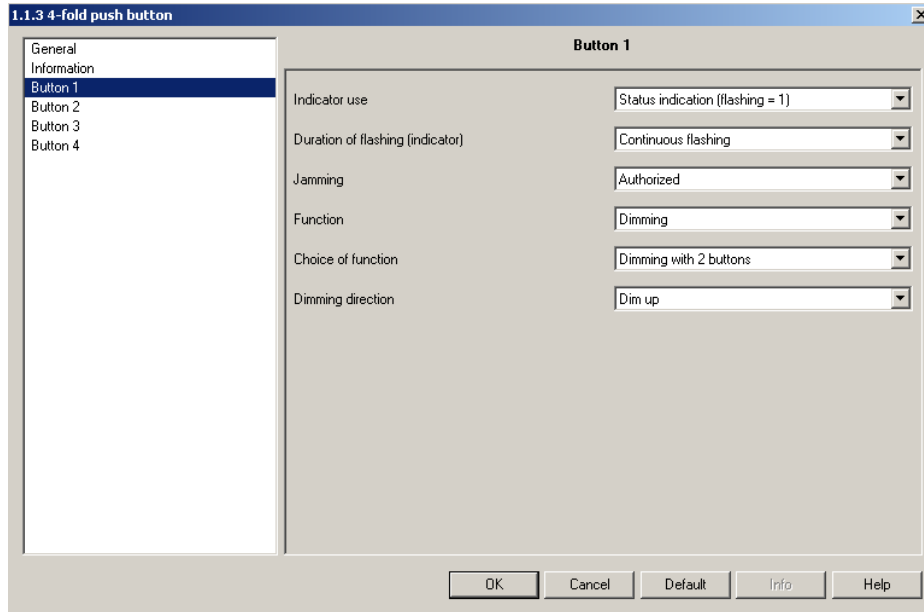 1.1.3 4-fold push button
General
Information
Button 1
Button 2
Button 3
Button 4
Button 1
Indicator use Status indication (flashing = 1)
Duration of flashing (indicator) Continuous flashing
Jamming Authorized
Function Dimming
Choice of function Dimming with 2 buttons
Dimming direction Dim up
OK Cancel Default Info Help